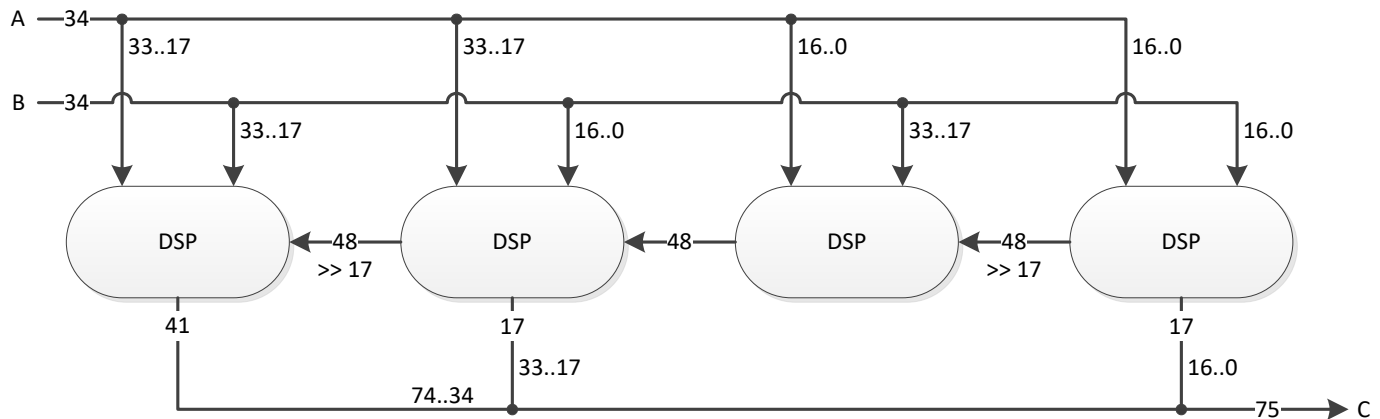 A 34
33..17 33..17 16..0 16..0
B 34
33..17 16..0 33..17 16..0
DSP 48 DSP 48 DSP 48 DSP
>> 17 >> 17
41 17 17
33..17 16..0
74..34 75 C